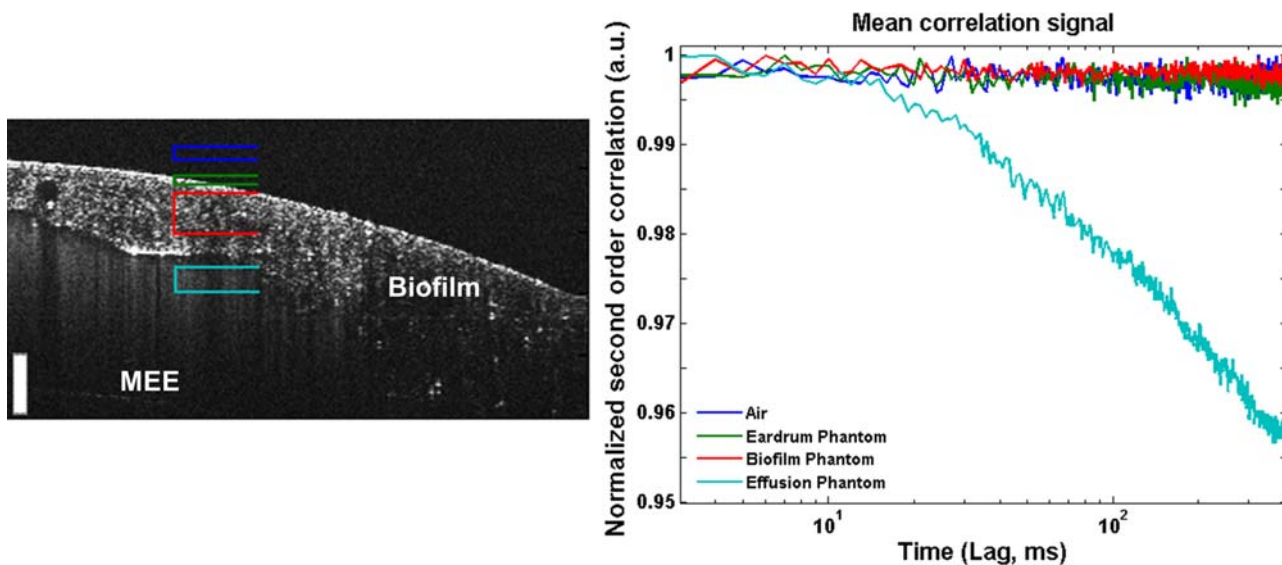 Biofilm
MEE
Mean correlation signal
Normalized second order correlation (a.u.)
1
0.99
0.98
0.97
0.96
0.95
Air
Eardrum Phantom
Biofilm Phantom
Effusion Phantom
10^1
10^2
Time (Lag, ms)